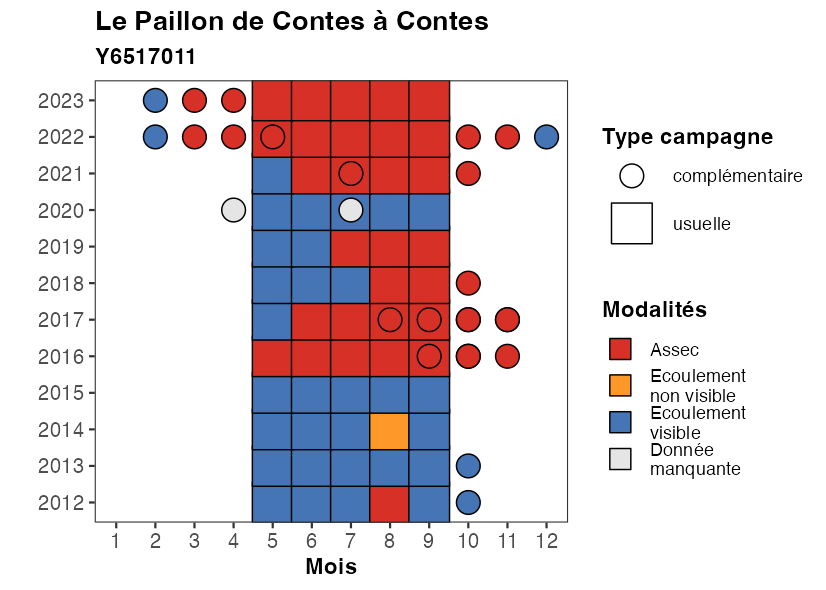 Le Paillon de Contes à Contes
Y6517011
2023
2022
2021
2020
2019
2018
2017
2016
2015
2014
2013
2012
1 2 3 4 5 6 7 8 9 10 11 12
Mois
Type campagne
complémentaire
usuelle
Modalités
Assec
Ecoulement
non visible
Ecoulement
visible
Donnée
manquante